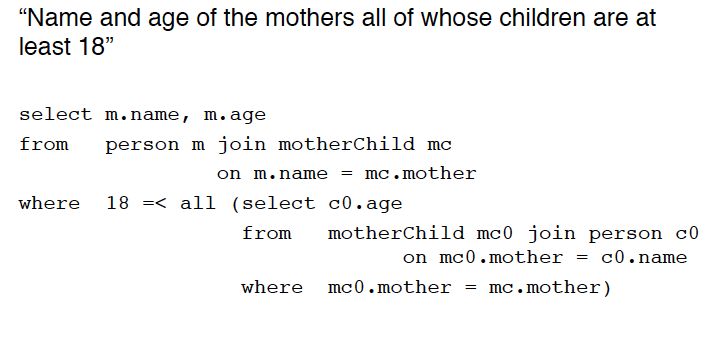 “Name and age of the mothers all of whose children are at
least 18”
select m.name, m.age
from person m join motherChild mc
on m.name = mc.mother
where 18 =< all (select c0.age
from motherChild mc0 join person c0
on mc0.mother = c0.name
where mc0.mother = mc.mother)